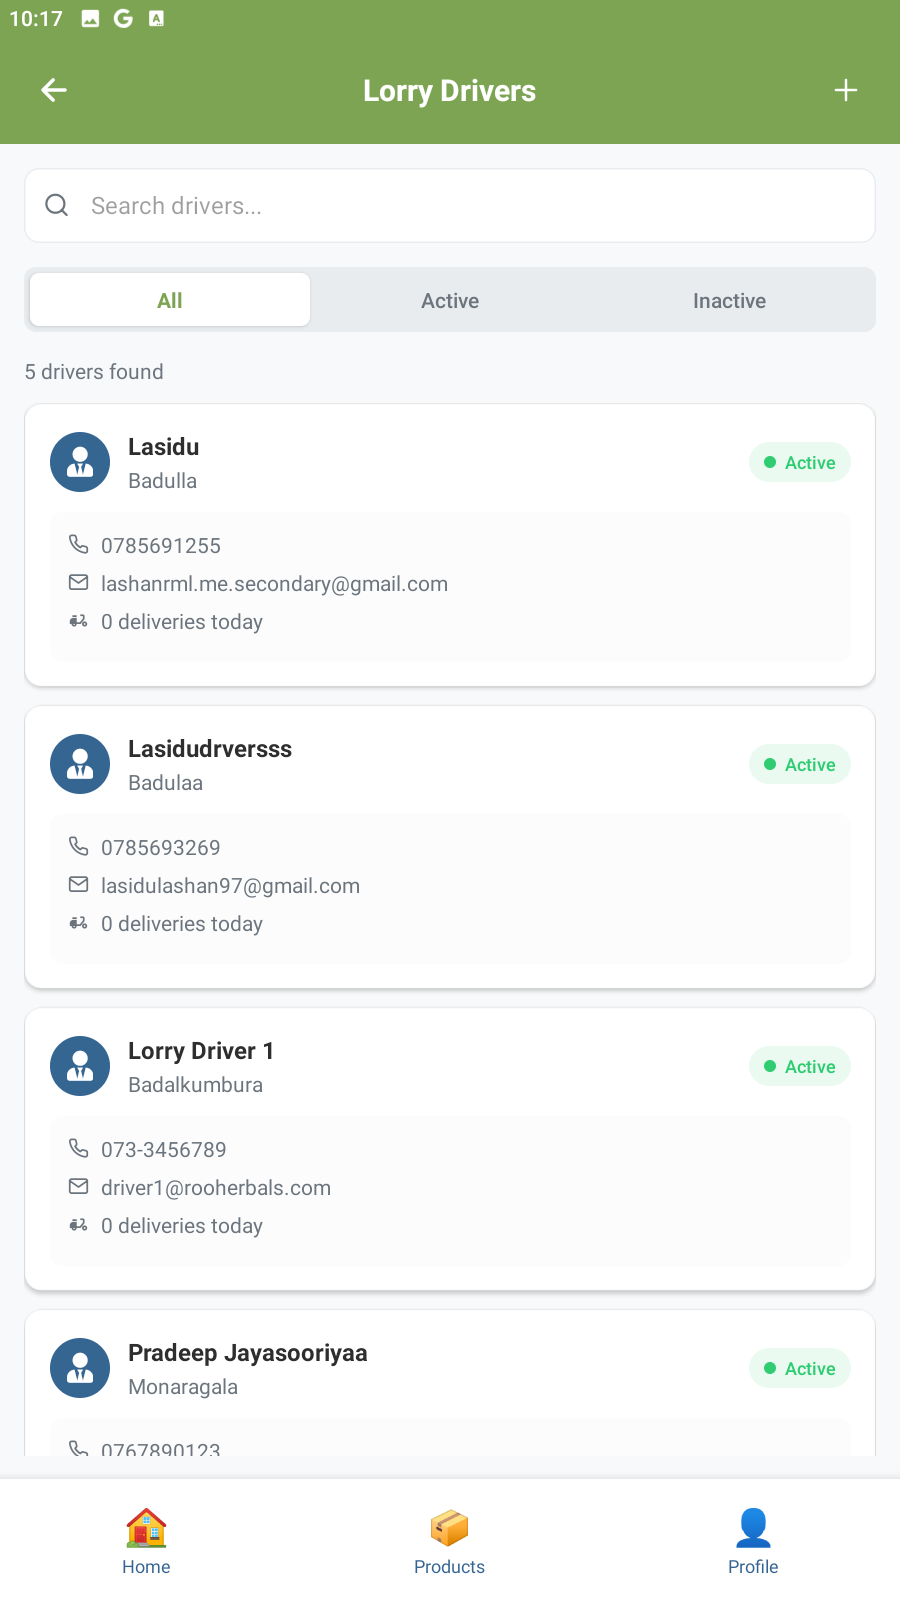 10:17
Lorry Drivers
Search drivers...
All
Active
Inactive
5 drivers found
Lasidu
Badulla
Active
0785691255
lashanrml.me.secondary@gmail.com
0 deliveries today
Lasidudrversss
Badulaa
Active
0785693269
lasidulashan97@gmail.com
0 deliveries today
Lorry Driver 1
Badalkumbura
Active
073-3456789
driver1@rooherbals.com
0 deliveries today
Pradeep Jayasooriyaa
Monaragala
Active
0767890123
Home
Products
Profile